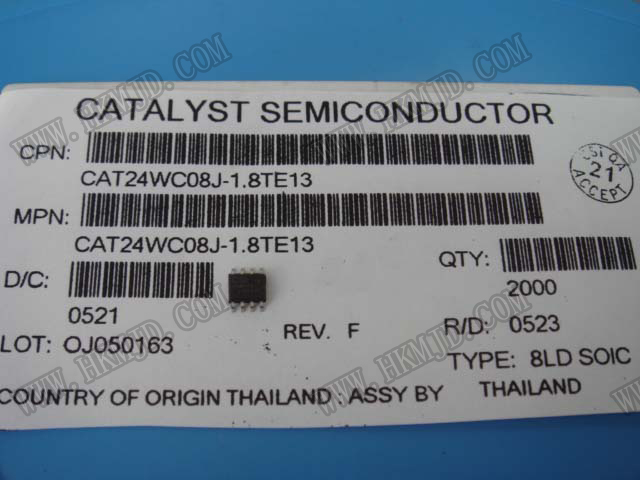 CATALYST SEMICONDUCTOR
CPN:
CAT24WC08J-1.8TE13
MPN:
CAT24WC08J-1.8TE13
QTY:
2000
D/C:
0521
REV. F
R/D: 0523
LOT: OJ050163
TYPE: 8LD SOIC
COUNTRY OF ORIGIN THAILAND : ASSY BY THAILAND
QA
21
ACCEPT
WWW.HKMJD.COM
WWW.HKMJD.COM
WWW.HKMJD.COM
WWW.HKMJD.COM